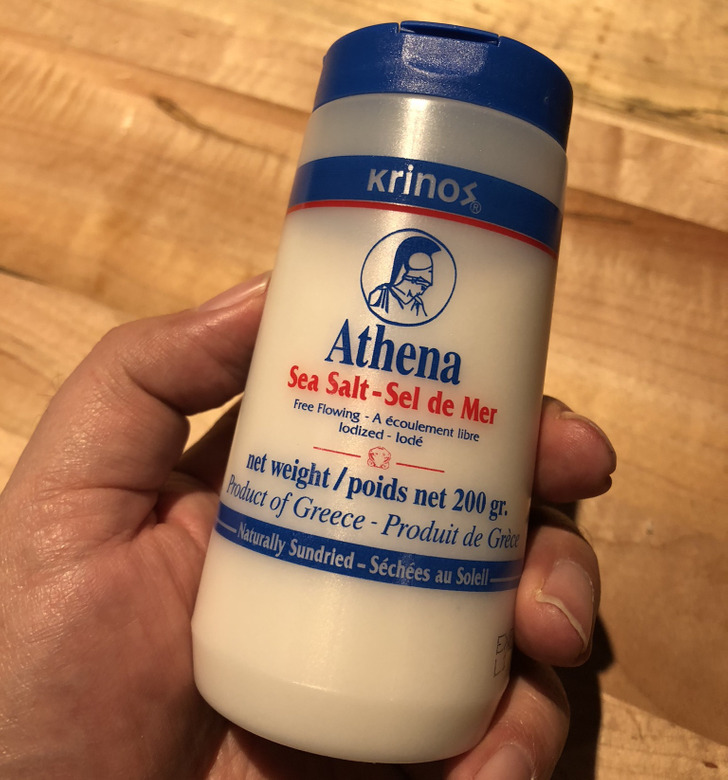 Krinos®
Athena
Sea Salt - Sel de Mer
Free Flowing - A écoulement libre
Iodized - Iodé
net weight / poids net 200 gr.
Product of Greece - Produit de Grèce
Naturally Sundried - Séchées au Soleil